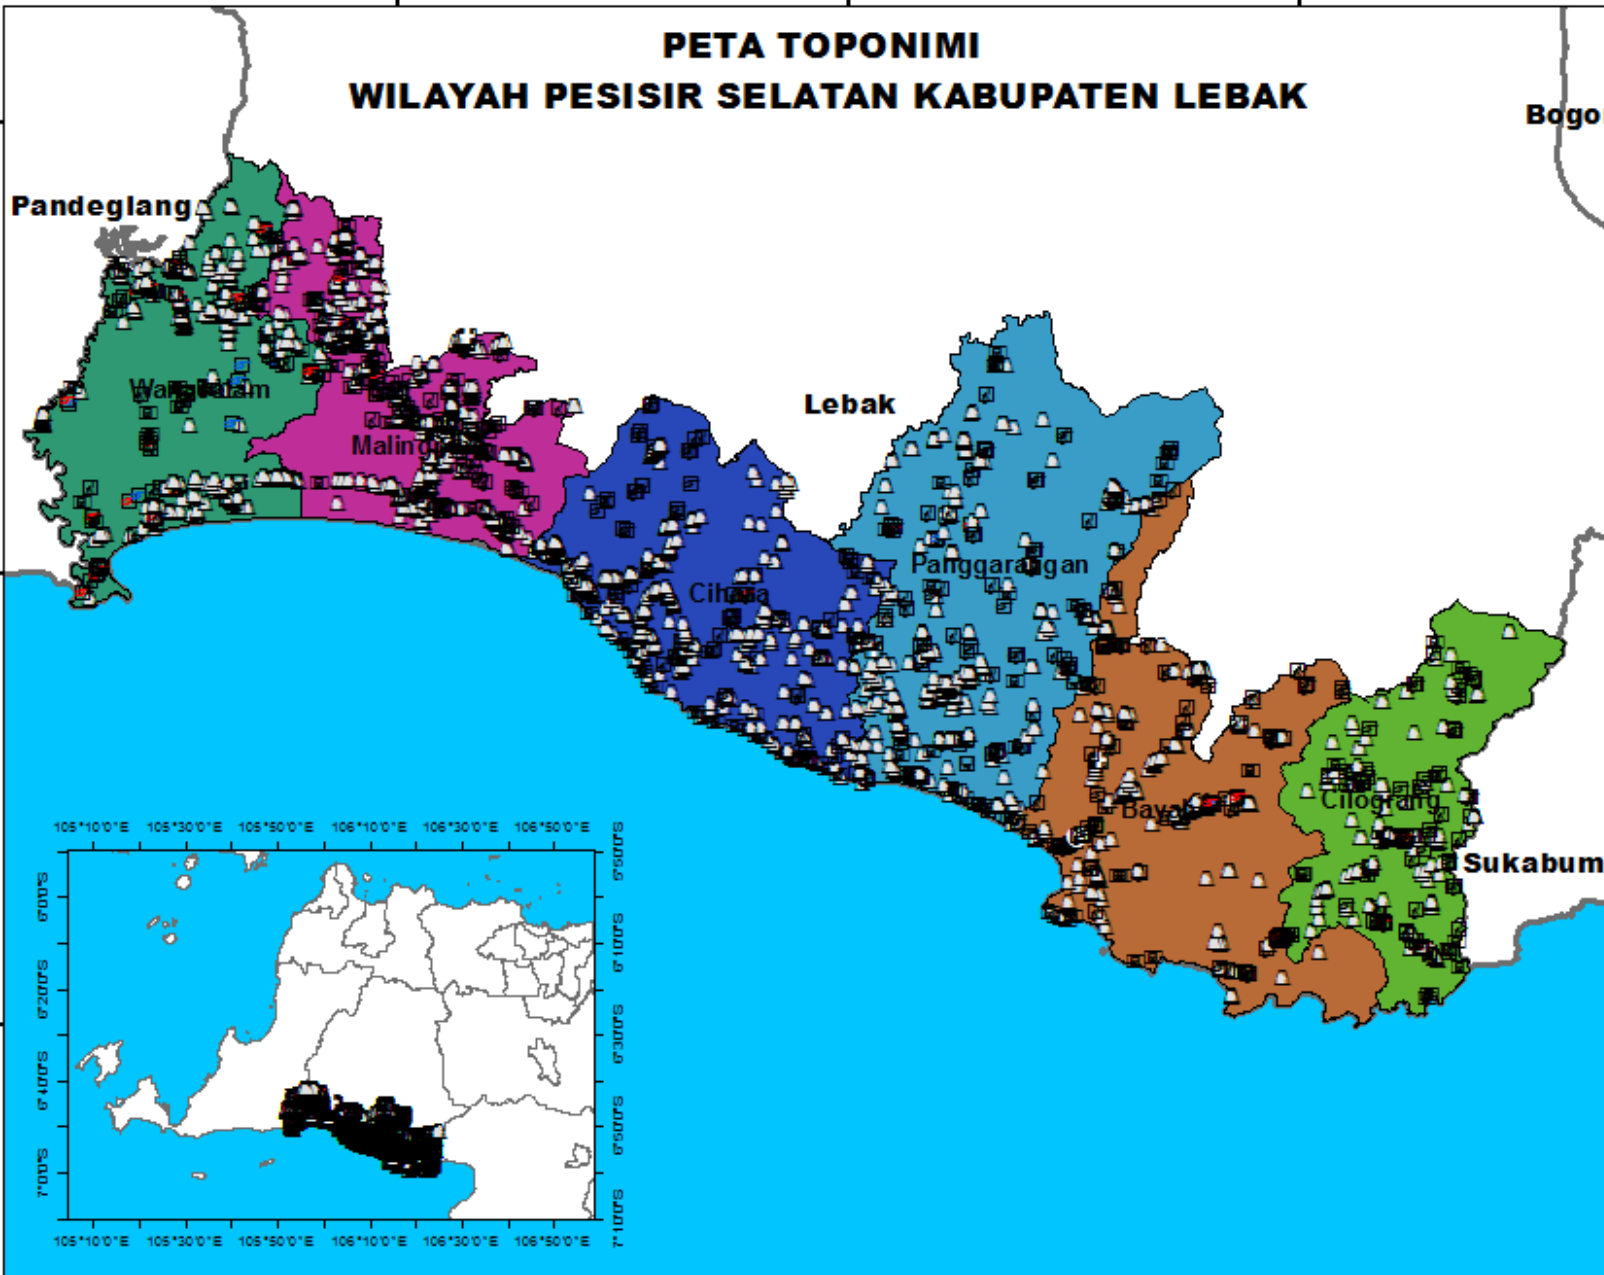 PETA TOPONIMI
WILAYAH PESISIR SELATAN KABUPATEN LEBAK
Pandeglang
Lebak
Panggarangan
Cihara
Bayah
Cilograng
Sukabum
105°10'0"E 105°30'0"E 105°50'0"E 106°10'0"E 106°30'0"E 106°50'0"E
6°0'0"S
6°20'0"S
6°40'0"S
7°0'0"S
5°50'0"S
6°10'0"S
6°30'0"S
6°50'0"S
7°10'0"S
105°10'0"E 105°30'0"E 105°50'0"E 106°10'0"E 106°30'0"E 106°50'0"E